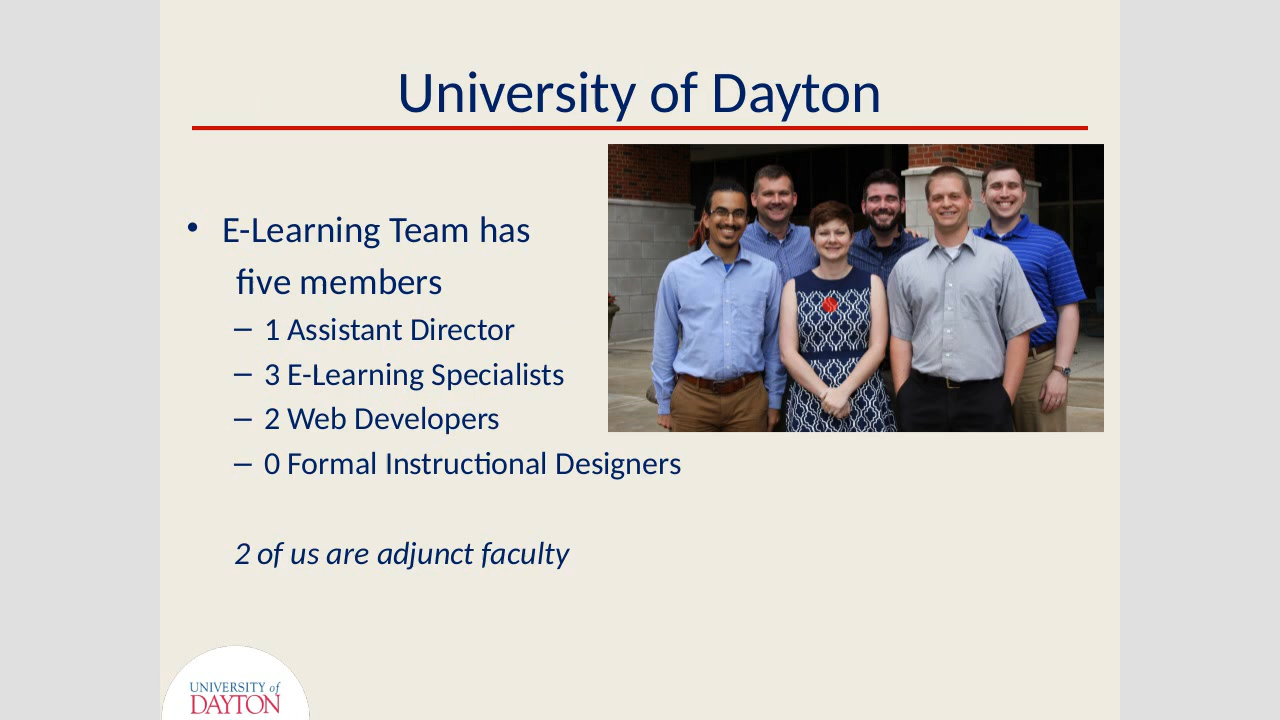 University of Dayton
• E-Learning Team has
five members
– 1 Assistant Director
– 3 E-Learning Specialists
– 2 Web Developers
– 0 Formal Instructional Designers
2 of us are adjunct faculty
UNIVERSITY of
DAYTON